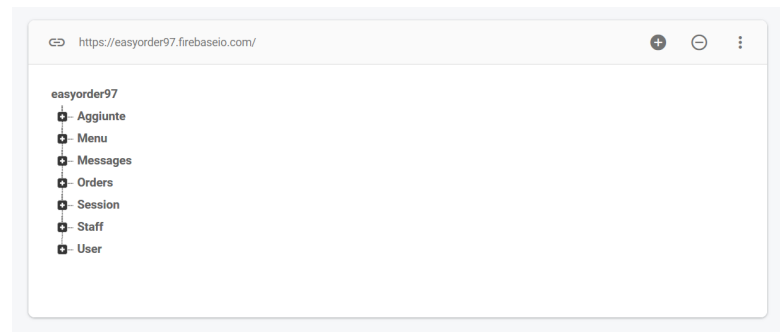 https://easyorder97.firebaseio.com/
easyorder97
Aggiunte
Menu
Messages
Orders
Session
Staff
User